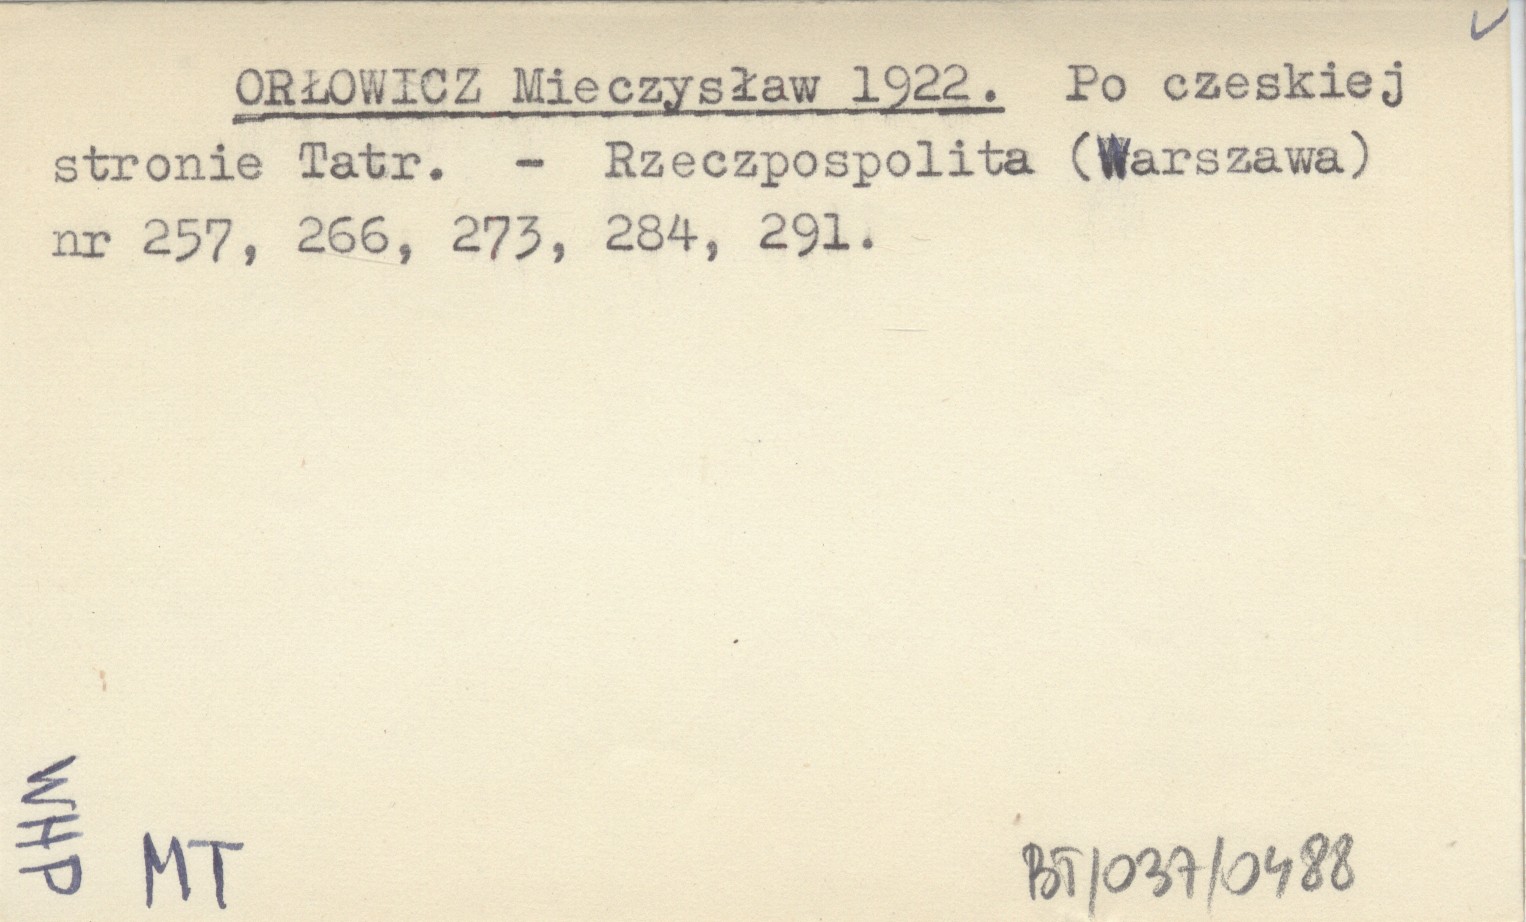 ORŁOWICZ Mieczysław 1922. Po czeskiej
stronie Tatr. - Rzeczpospolita (Warszawa)
nr 257, 266, 273, 284, 291.
WHP
MT
BT/037/0488